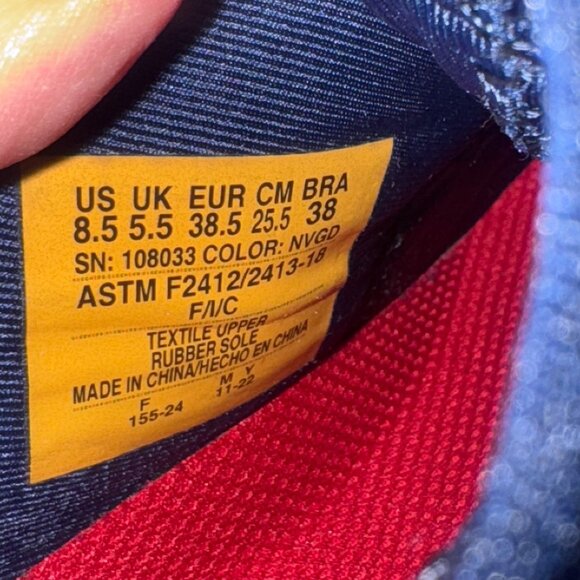 US UK EUR CM BRA
8.5 5.5 38.5 25.5 38
SN: 108033 COLOR: NVGD
ASTM F2412/2413-18
F/I/C
TEXTILE UPPER
RUBBER SOLE
MADE IN CHINA/HECHO EN CHINA
F M Y
155-24 11-22